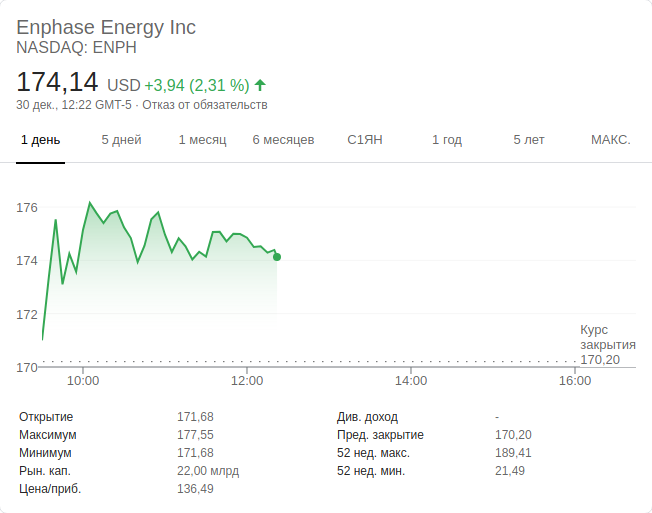 Enphase Energy Inc
NASDAQ: ENPH
174,14 USD +3,94 (2,31 %)
30 дек., 12:22 GMT-5 · Отказ от обязательств
1 день 5 дней 1 месяц 6 месяцев С1ЯН 1 год 5 лет МАКС.
176
174
172
170
Курс
закрытия
170,20
10:00 12:00 14:00 16:00
Открытие 171,68 Див. доход -
Максимум 177,55 Пред. закрытие 170,20
Минимум 171,68 52 нед. макс. 189,41
Рын. кап. 22,00 млрд 52 нед. мин. 21,49
Цена/приб. 136,49